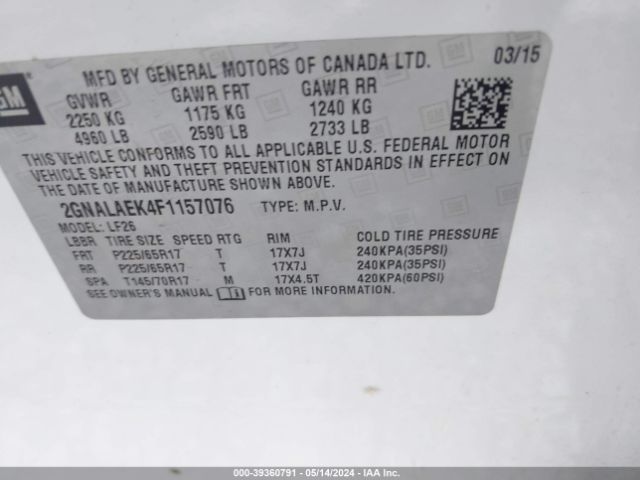 GM
MFD BY GENERAL MOTORS OF CANADA LTD. 03/15
GVWR GAWR FRT GAWR RR
2250 KG 1175 KG 1240 KG
4960 LB 2590 LB 2733 LB
THIS VEHICLE CONFORMS TO ALL APPLICABLE U.S. FEDERAL MOTOR
VEHICLE SAFETY AND THEFT PREVENTION STANDARDS IN EFFECT ON
THE DATE OF MANUFACTURE SHOWN ABOVE.
2GNALAEK4F1157076 TYPE: M.P.V.
MODEL: LF26
LBBR TIRE SIZE SPEED RTG RIM COLD TIRE PRESSURE
FRT P225/65R17 T 17X7J 240KPA(35PSI)
RR P225/65R17 T 17X7J 240KPA(35PSI)
SPA T145/70R17 M 17X4.5T 420KPA(60PSI)
SEE OWNER'S MANUAL FOR MORE INFORMATION.
000-39360791 - 05/14/2024 - IAA Inc.